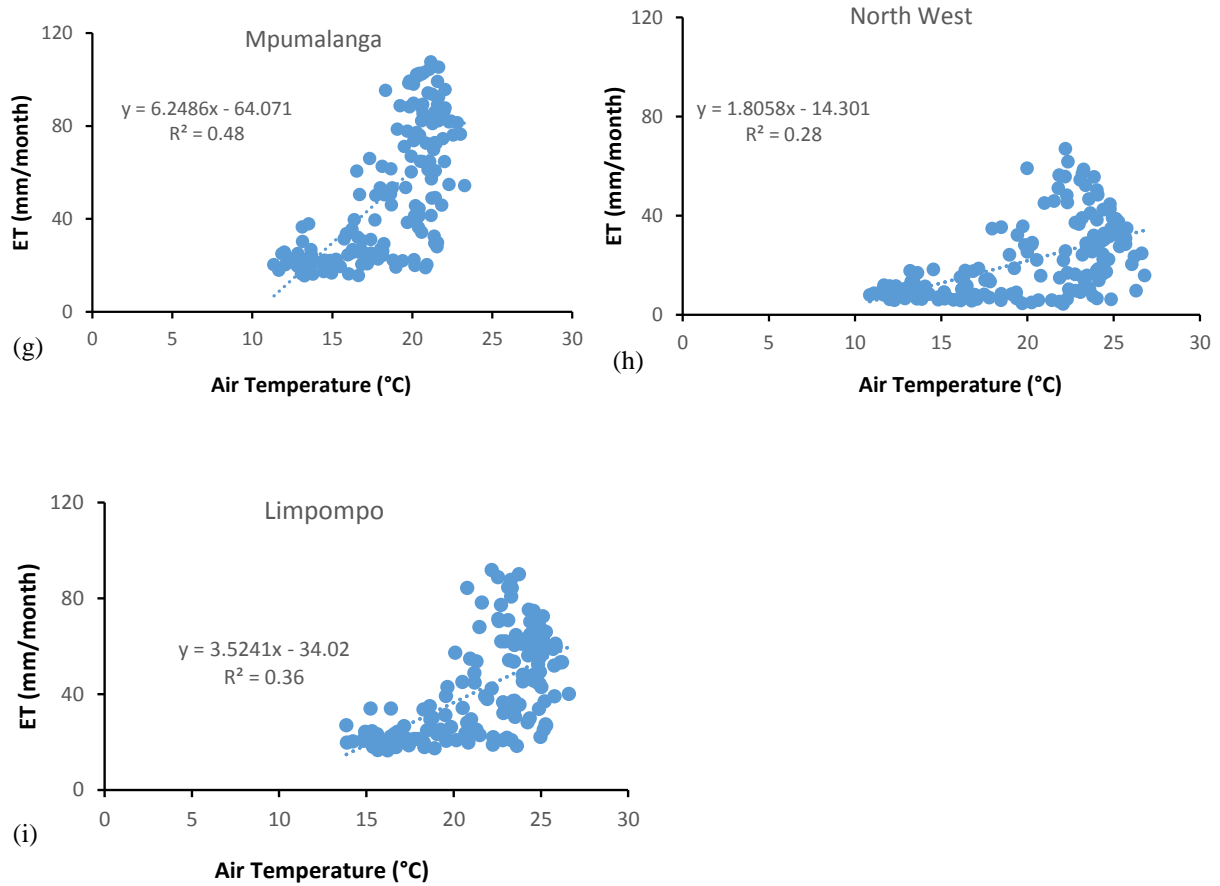 Mpumalanga
y = 6.2486x - 64.071
R² = 0.48
ET (mm/month)
120
80
40
0
0 5 10 15 20 25 30
Air Temperature (°C)
(g)
North West
y = 1.8058x - 14.301
R² = 0.28
ET (mm/month)
120
80
40
0
0 5 10 15 20 25 30
Air Temperature (°C)
(h)
Limpompo
y = 3.5241x - 34.02
R² = 0.36
ET (mm/month)
120
80
40
0
0 5 10 15 20 25 30
Air Temperature (°C)
(i)